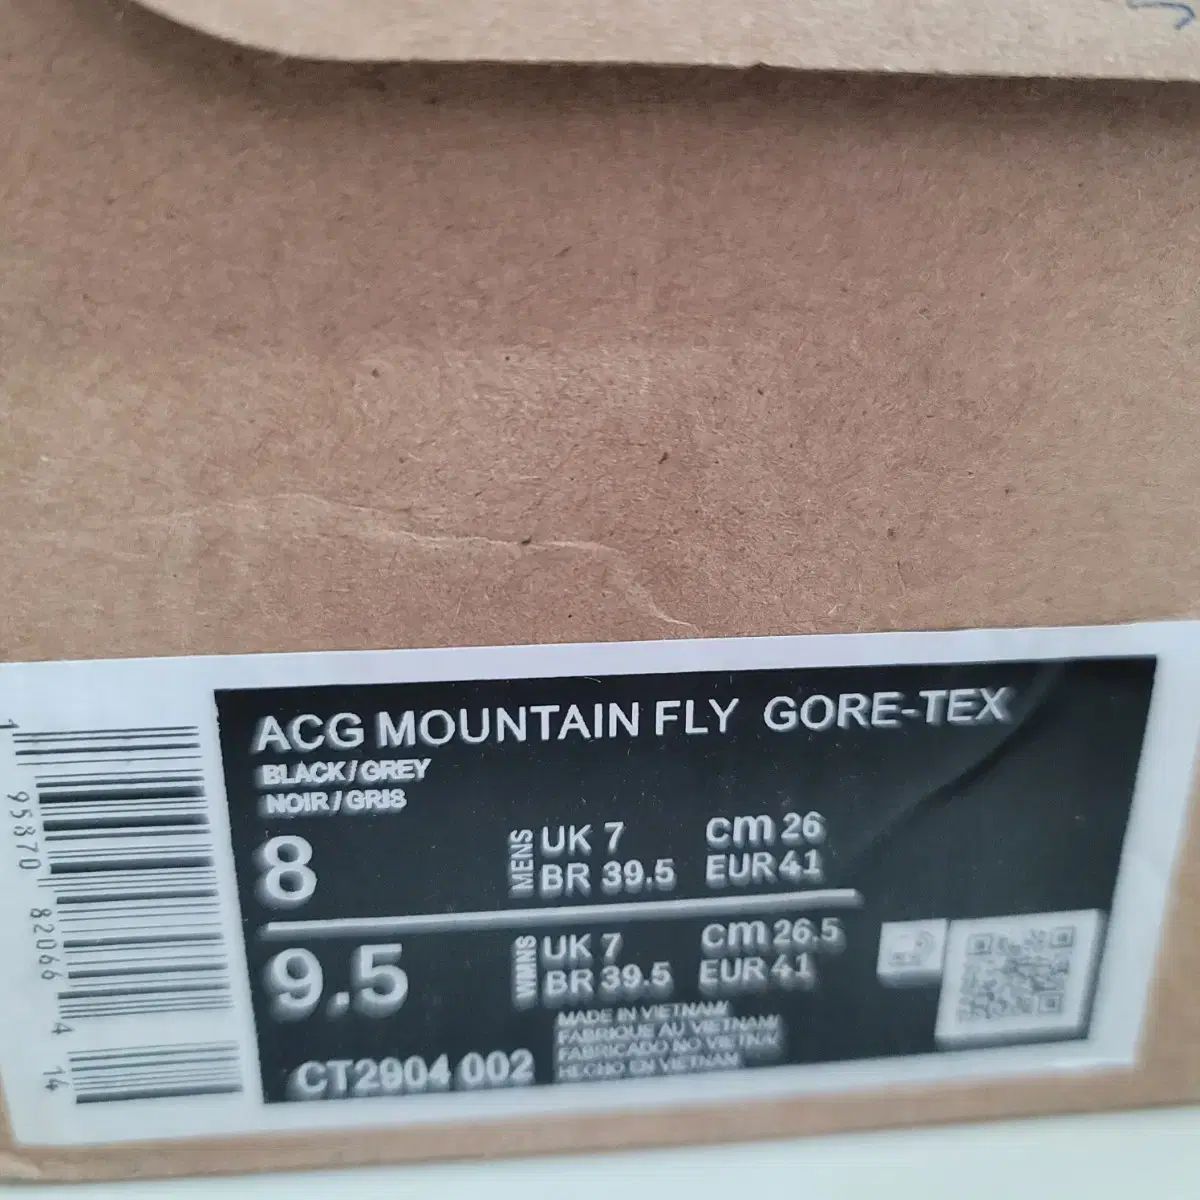 ACG MOUNTAIN FLY GORE-TEX
BLACK/GREY
NOIR/GRIS
8 MENS UK 7 cm 26
BR 39.5 EUR 41
9.5 WMNS UK 7 cm 26.5
BR 39.5 EUR 41
MADE IN VIETNAM/
FABRIQUE AU VIETNAM/
FABRICADO NO VIETNA/
HECHO EN VIETNAM
CT2904 002
1 95870 82066 4 14